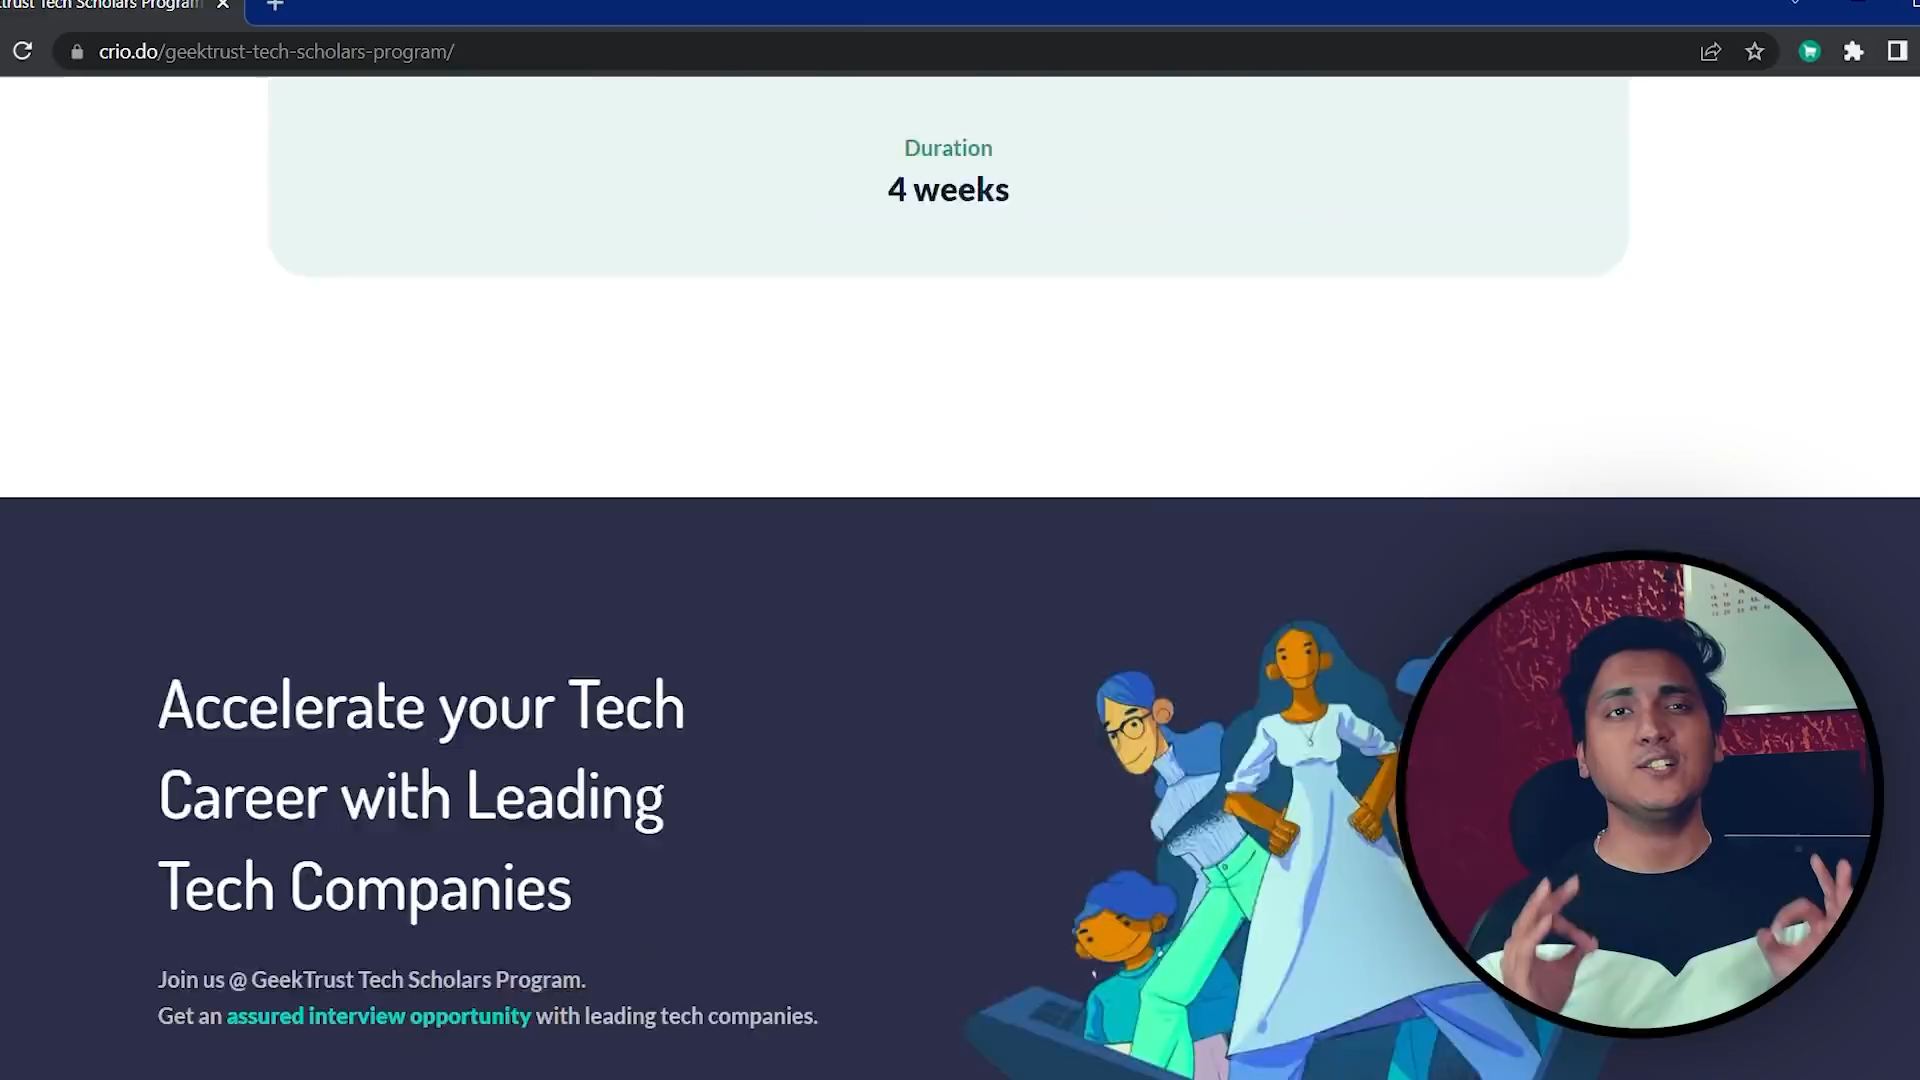 trust Tech Scholars Program
crio.do/geektrust-tech-scholars-program/
Duration
4 weeks
Accelerate your Tech
Career with Leading
Tech Companies
Join us @ GeekTrust Tech Scholars Program.
Get an assured interview opportunity with leading tech companies.